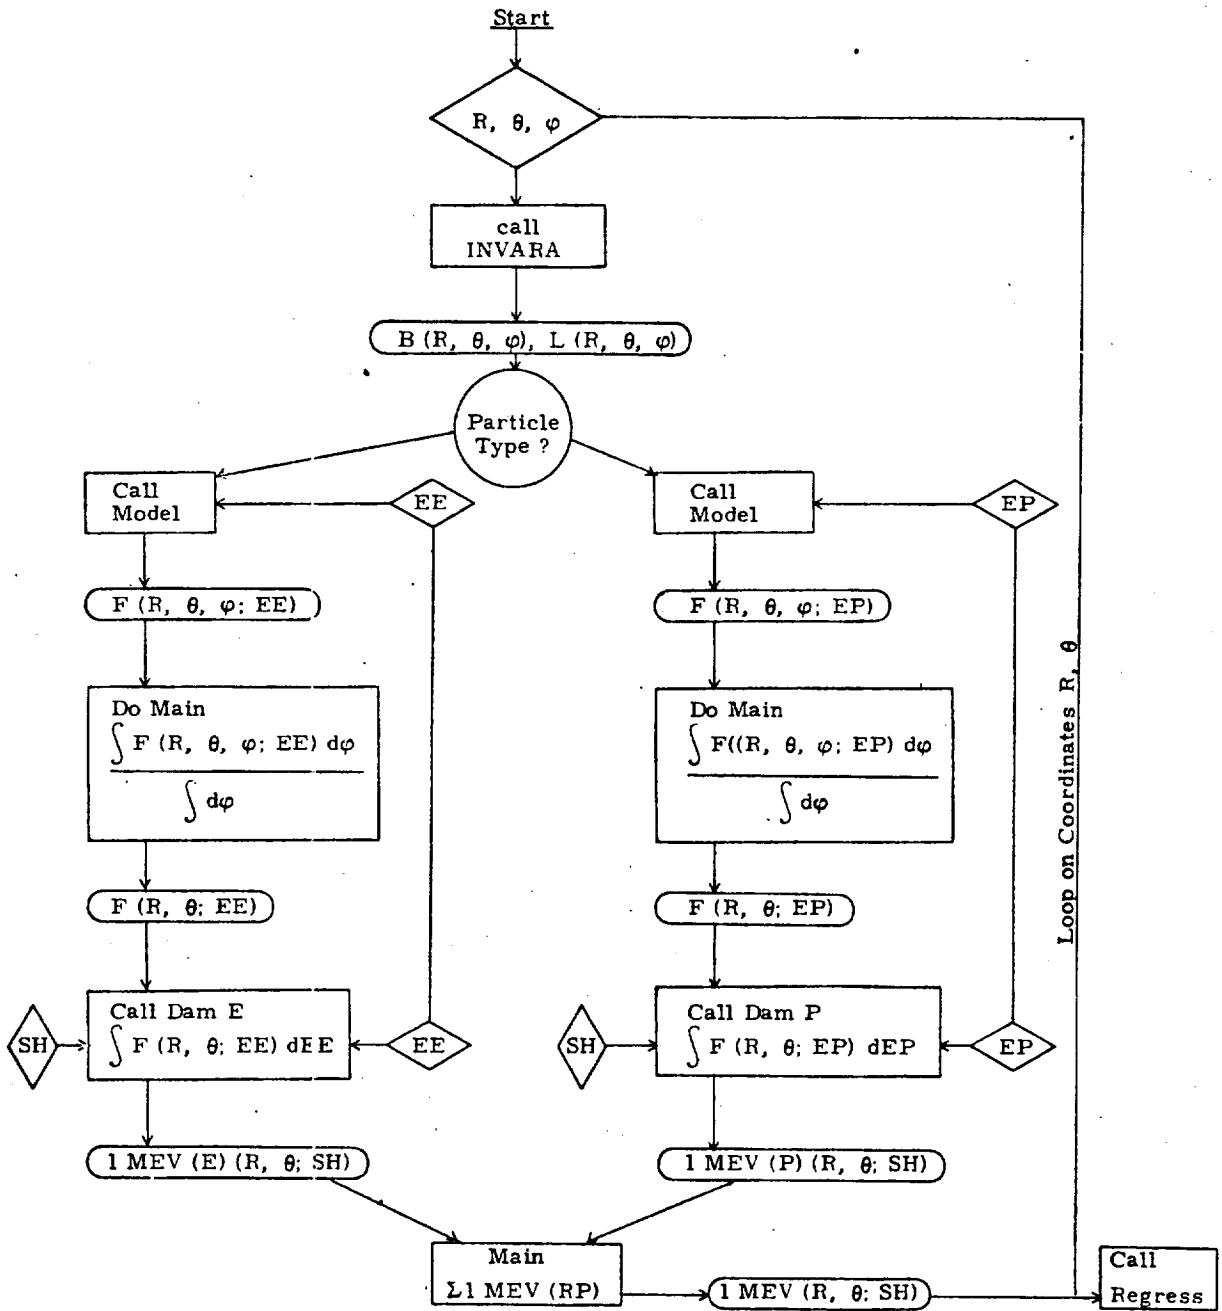 Start
R, θ, φ
call
INVARA
B (R, θ, φ), L (R, θ, φ)
Particle
Type ?
Call
Model
EE
Call
Model
EP
F (R, θ, φ; EE)
F (R, θ, φ; EP)
Loop on Coordinates R, θ
Do Main
∫ F (R, θ, φ; EE) dφ
∫ dφ
Do Main
∫ F((R, θ, φ; EP) dφ
∫ dφ
F (R, θ; EE)
F (R, θ; EP)
SH
Call Dam E
∫ F (R, θ; EE) dEE
EE
SH
Call Dam P
∫ F (R, θ; EP) dEP
EP
1 MEV (E) (R, θ; SH)
1 MEV (P) (R, θ; SH)
Main
Σ1 MEV (RP)
1 MEV (R, θ; SH)
Call
Regress